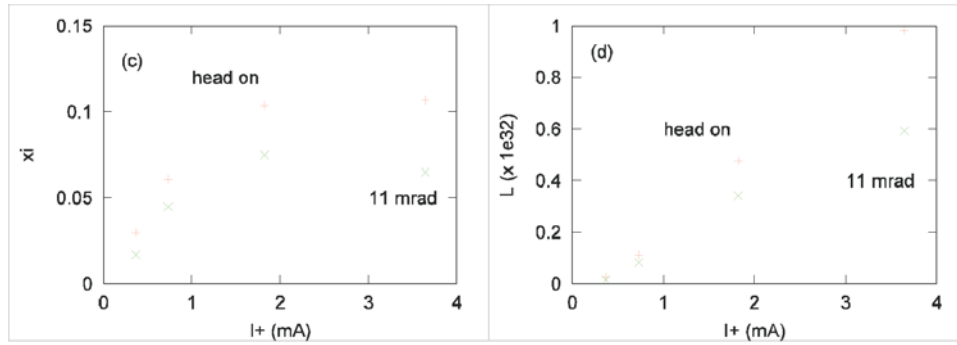 0.15
(c)
head on
0.1
xi
0.05
11 mrad
0
0 1 2 3 4
I+ (mA)
1
(d)
0.8
head on
0.6
L (x 1e32)
0.4
11 mrad
0.2
0
0 1 2 3 4
I+ (mA)